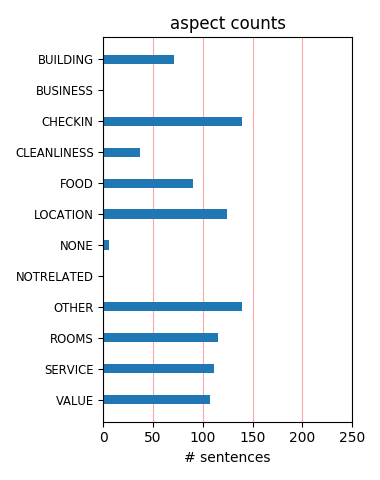 aspect counts
BUILDING
BUSINESS
CHECKIN
CLEANLINESS
FOOD
LOCATION
NONE
NOTRELATED
OTHER
ROOMS
SERVICE
VALUE
0 50 100 150 200 250
# sentences